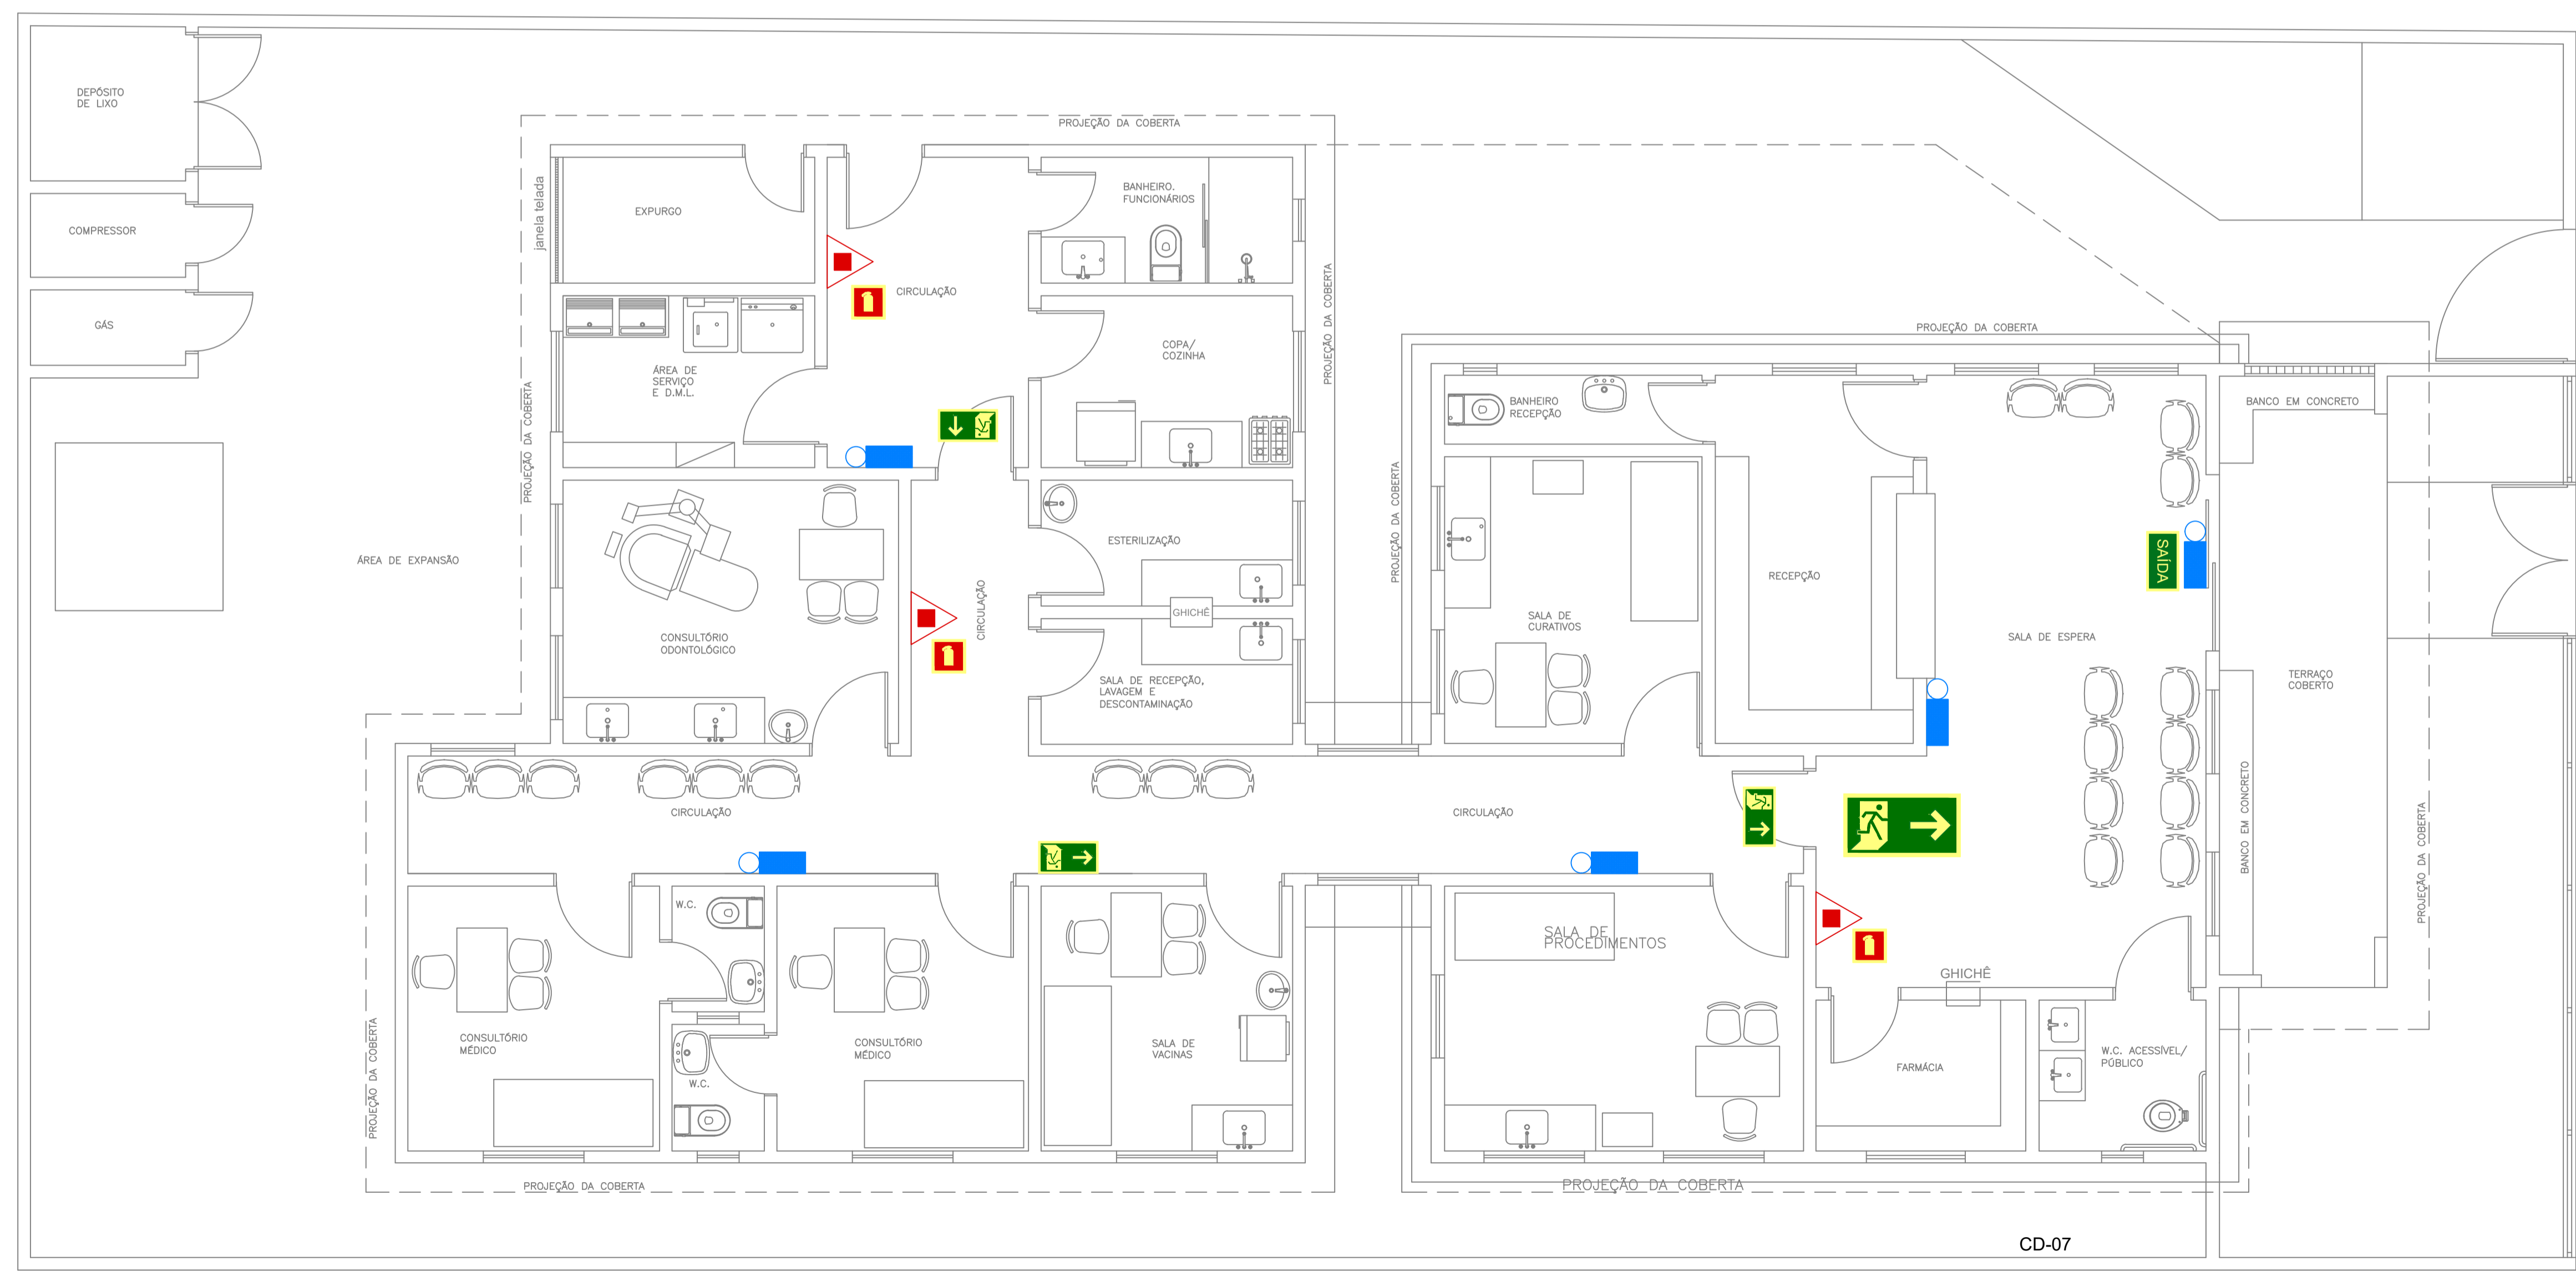 PROJEÇÃO DA COBERTA
DEPÓSITO
DE LIXO
COMPRESSOR
GÁS
janela telada
EXPURGO
BANHEIRO.
FUNCIONÁRIOS
CIRCULAÇÃO
PROJEÇÃO DA COBERTA
COPA/
COZINHA
ÁREA DE
SERVIÇO
E D.M.L.
PROJEÇÃO DA COBERTA
PROJEÇÃO DA COBERTA
BANHEIRO
RECEPÇÃO
BANCO EM CONCRETO
PROJEÇÃO DA COBERTA
ÁREA DE EXPANSÃO
ESTERILIZAÇÃO
RECEPÇÃO
SAÍDA
CIRCULAÇÃO
GHICHÊ
SALA DE
CURATIVOS
CONSULTÓRIO
ODONTOLÓGICO
SALA DE ESPERA
SALA DE RECEPÇÃO,
LAVAGEM E
DESCONTAMINAÇÃO
TERRAÇO
COBERTO
CIRCULAÇÃO
CIRCULAÇÃO
BANCO EM CONCRETO
PROJEÇÃO DA COBERTA
W.C.
SALA DE
PROCEDIMENTOS
GHICHÊ
CONSULTÓRIO
MÉDICO
CONSULTÓRIO
MÉDICO
SALA DE
VACINAS
W.C. ACESSÍVEL/
PÚBLICO
FARMÁCIA
W.C.
PROJEÇÃO DA COBERTA
PROJEÇÃO DA COBERTA
PROJEÇÃO DA COBERTA
CD-07